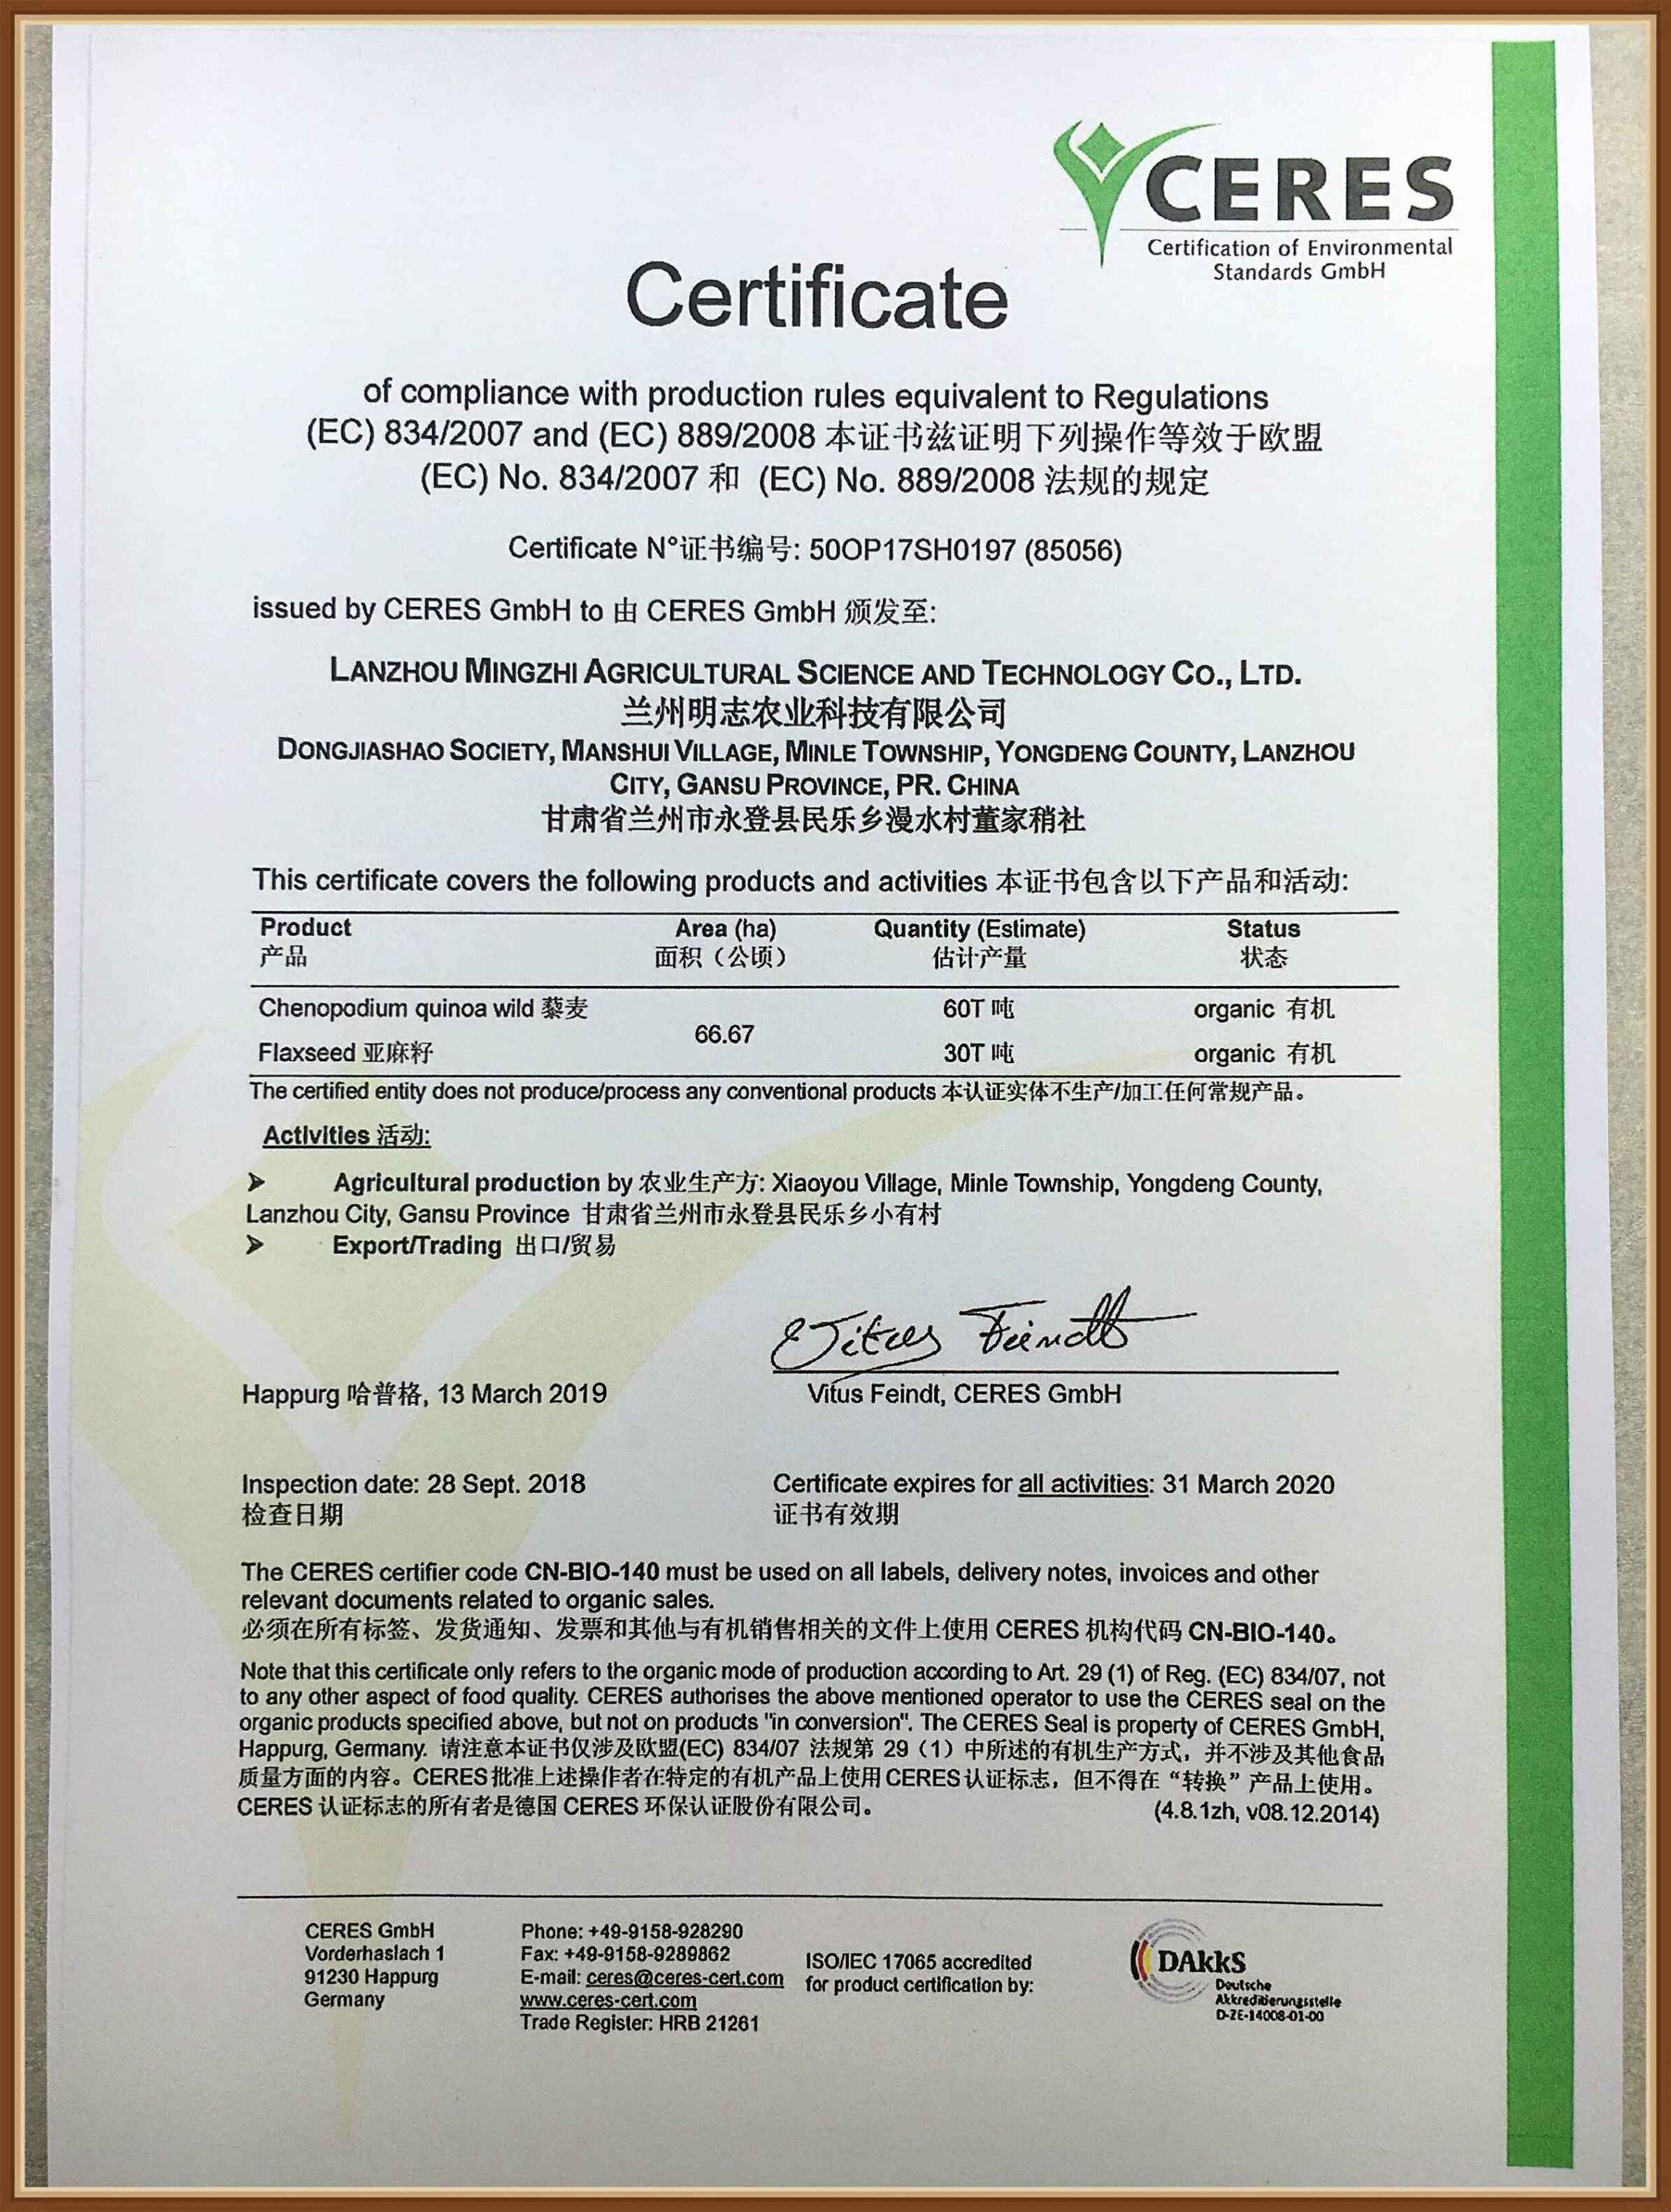 CERES
Certification of Environmental
Standards GmbH
Certificate
of compliance with production rules equivalent to Regulations
(EC) 834/2007 and (EC) 889/2008 本证书兹证明下列操作等效于欧盟
(EC) No. 834/2007 和 (EC) No. 889/2008 法规的规定
Certificate N°证书编号: 50OP17SH0197 (85056)
issued by CERES GmbH to 由 CERES GmbH 颁发至:
LANZHOU MINGZHI AGRICULTURAL SCIENCE AND TECHNOLOGY CO., LTD.
兰州明志农业科技有限公司
DONGJIASHAO SOCIETY, MANSHUI VILLAGE, MINLE TOWNSHIP, YONGDENG COUNTY, LANZHOU
CITY, GANSU PROVINCE, PR. CHINA
甘肃省兰州市永登县民乐乡漫水村董家稍社
This certificate covers the following products and activities 本证书包含以下产品和活动:
Product Area (ha) Quantity (Estimate) Status
产品 面积（公顷） 估计产量 状态
Chenopodium quinoa wild 藜麦 60T 吨 organic 有机
66.67
Flaxseed 亚麻籽 30T 吨 organic 有机
The certified entity does not produce/process any conventional products 本认证实体不生产/加工任何常规产品。
Activities 活动:
➤ Agricultural production by 农业生产方: Xiaoyou Village, Minle Township, Yongdeng County,
Lanzhou City, Gansu Province 甘肃省兰州市永登县民乐乡小有村
➤ Export/Trading 出口/贸易
Vitus Feindt
Happurg 哈普格, 13 March 2019 Vitus Feindt, CERES GmbH
Inspection date: 28 Sept. 2018 Certificate expires for all activities: 31 March 2020
检查日期 证书有效期
The CERES certifier code CN-BIO-140 must be used on all labels, delivery notes, invoices and other
relevant documents related to organic sales.
必须在所有标签、发货通知、发票和其他与有机销售相关的文件上使用 CERES 机构代码 CN-BIO-140。
Note that this certificate only refers to the organic mode of production according to Art. 29 (1) of Reg. (EC) 834/07, not
to any other aspect of food quality. CERES authorises the above mentioned operator to use the CERES seal on the
organic products specified above, but not on products "in conversion". The CERES Seal is property of CERES GmbH,
Happurg, Germany. 请注意本证书仅涉及欧盟(EC) 834/07 法规第 29（1）中所述的有机生产方式，并不涉及其他食品
质量方面的内容。CERES批准上述操作者在特定的有机产品上使用CERES认证标志，但不得在“转换”产品上使用。
CERES 认证标志的所有者是德国 CERES 环保认证股份有限公司。 (4.8.1zh, v08.12.2014)
CERES GmbH
Vorderhaslach 1
91230 Happurg
Germany
Phone: +49-9158-928290
Fax: +49-9158-9289862
E-mail: ceres@ceres-cert.com
www.ceres-cert.com
Trade Register: HRB 21261
ISO/IEC 17065 accredited
for product certification by:
DAkkS
Deutsche
Akkreditierungsstelle
D-ZE-14008-01-00